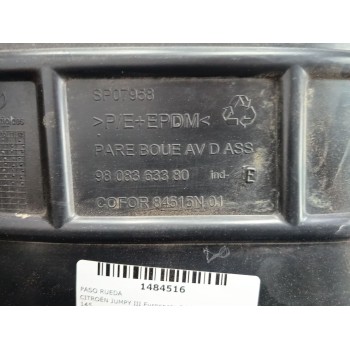 SP07958
>P/E+EPDM<
PARE BOUE AV D ASS
98 083 633 80 ind- E
COFOR 84515N 01
1484516
PASO RUEDA
CITROËN JUMPY III